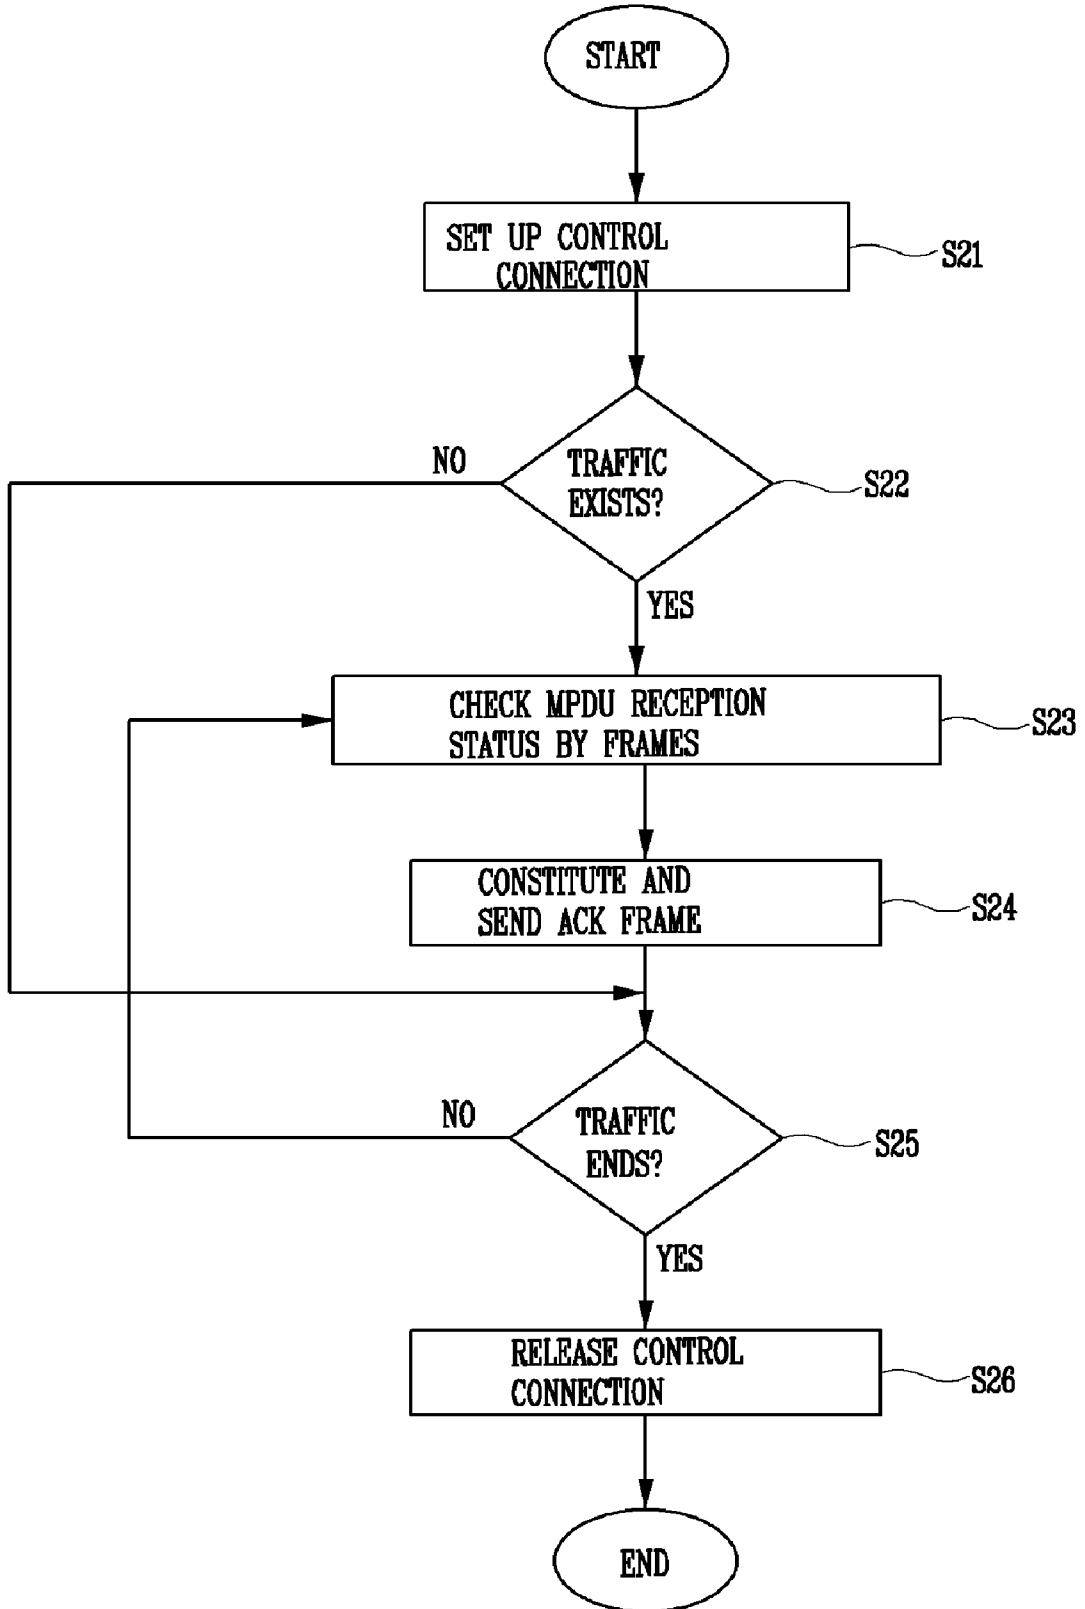 START
SET UP CONTROL
CONNECTION
S21
NO
TRAFFIC
EXISTS?
S22
YES
CHECK MPDU RECEPTION
STATUS BY FRAMES
S23
CONSTITUTE AND
SEND ACK FRAME
S24
NO
TRAFFIC
ENDS?
S25
YES
RELEASE CONTROL
CONNECTION
S26
END